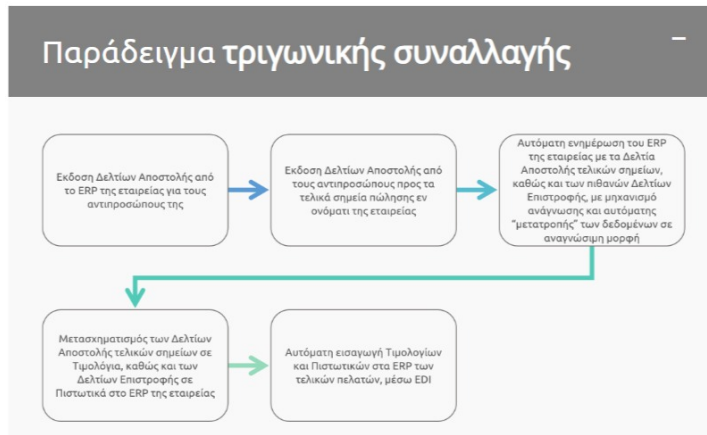 Παράδειγμα τριγωνικής συναλλαγής
Εκδοση Δελτίων Αποστολής από
το ERP της εταιρείας για τους
αντιπροσώπους της
Εκδοση Δελτίων Αποστολής από
τους αντιπροσώπους προς τα
τελικά σημεία πώλησης εν
ονόματι της εταιρείας
Αυτόματη ενημέρωση του ERP
της εταιρείας με τα Δελτία
Αποστολής τελικών σημείων,
καθώς και των πιθανών Δελτίων
Επιστροφής, με μηχανισμό
ανάγνωσης και αυτόματης
“μετατροπής” των δεδομένων σε
αναγνώσιμη μορφή
Μετασχηματισμός των Δελτίων
Αποστολής τελικών σημείων σε
Τιμολόγια, καθώς και των
Δελτίων Επιστροφής σε
Πιστωτικά στο ERP της εταιρείας
Αυτόματη εισαγωγή Τιμολογίων
και Πιστωτικών στα ERP των
τελικών πελατών, μέσω EDI